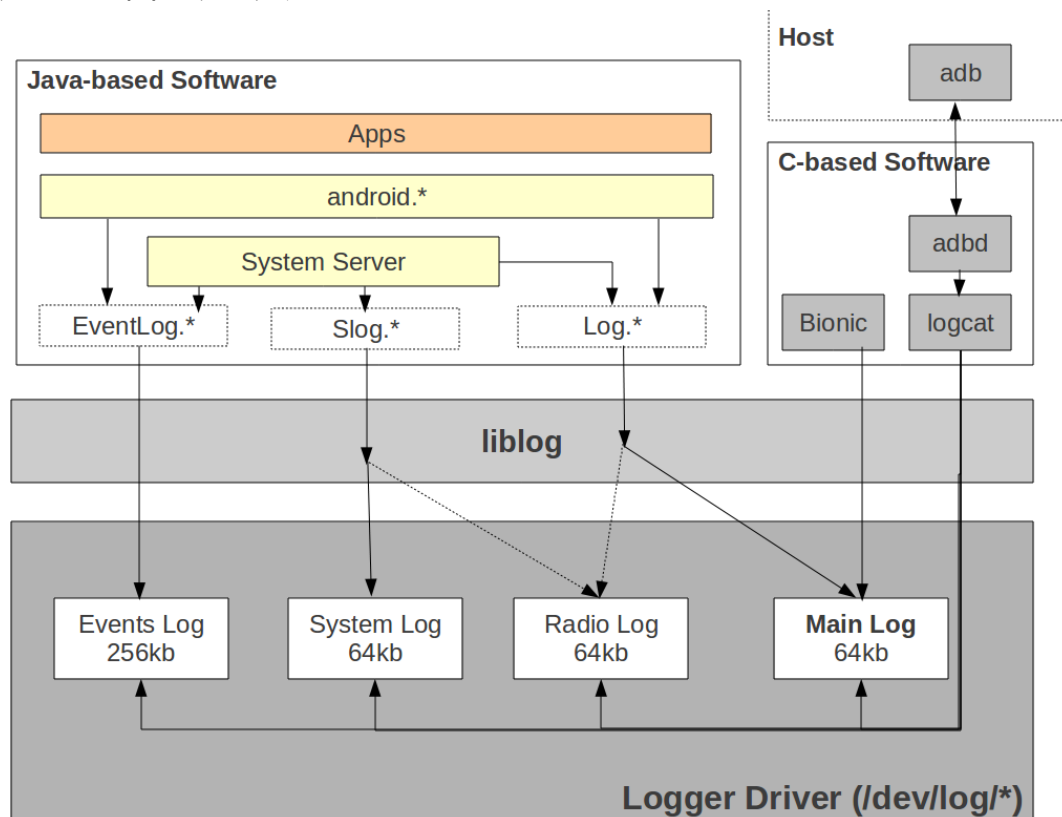 Host
adb
Java-based Software
Apps
android.*
System Server
EventLog.*
Slog.*
Log.*
C-based Software
adbd
Bionic
logcat
liblog
Events Log
256kb
System Log
64kb
Radio Log
64kb
Main Log
64kb
Logger Driver (/dev/log/*)